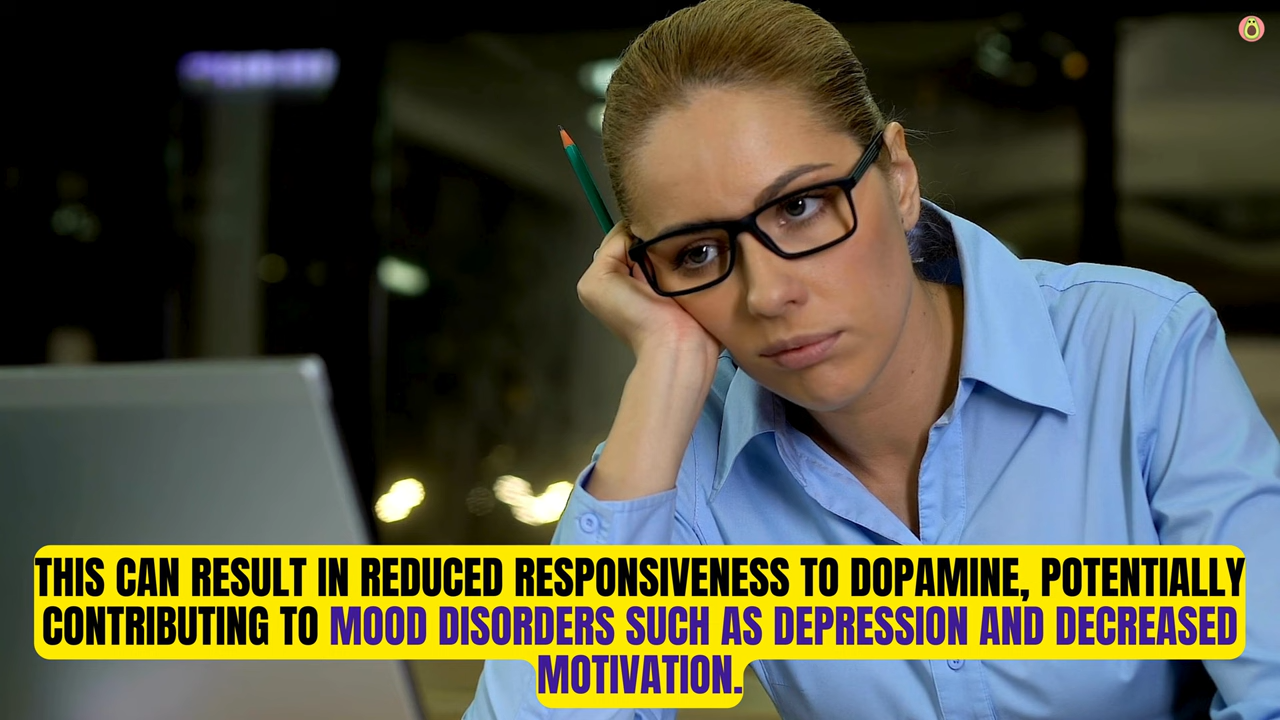 THIS CAN RESULT IN REDUCED RESPONSIVENESS TO DOPAMINE, POTENTIALLY
CONTRIBUTING TO MOOD DISORDERS SUCH AS DEPRESSION AND DECREASED
MOTIVATION.